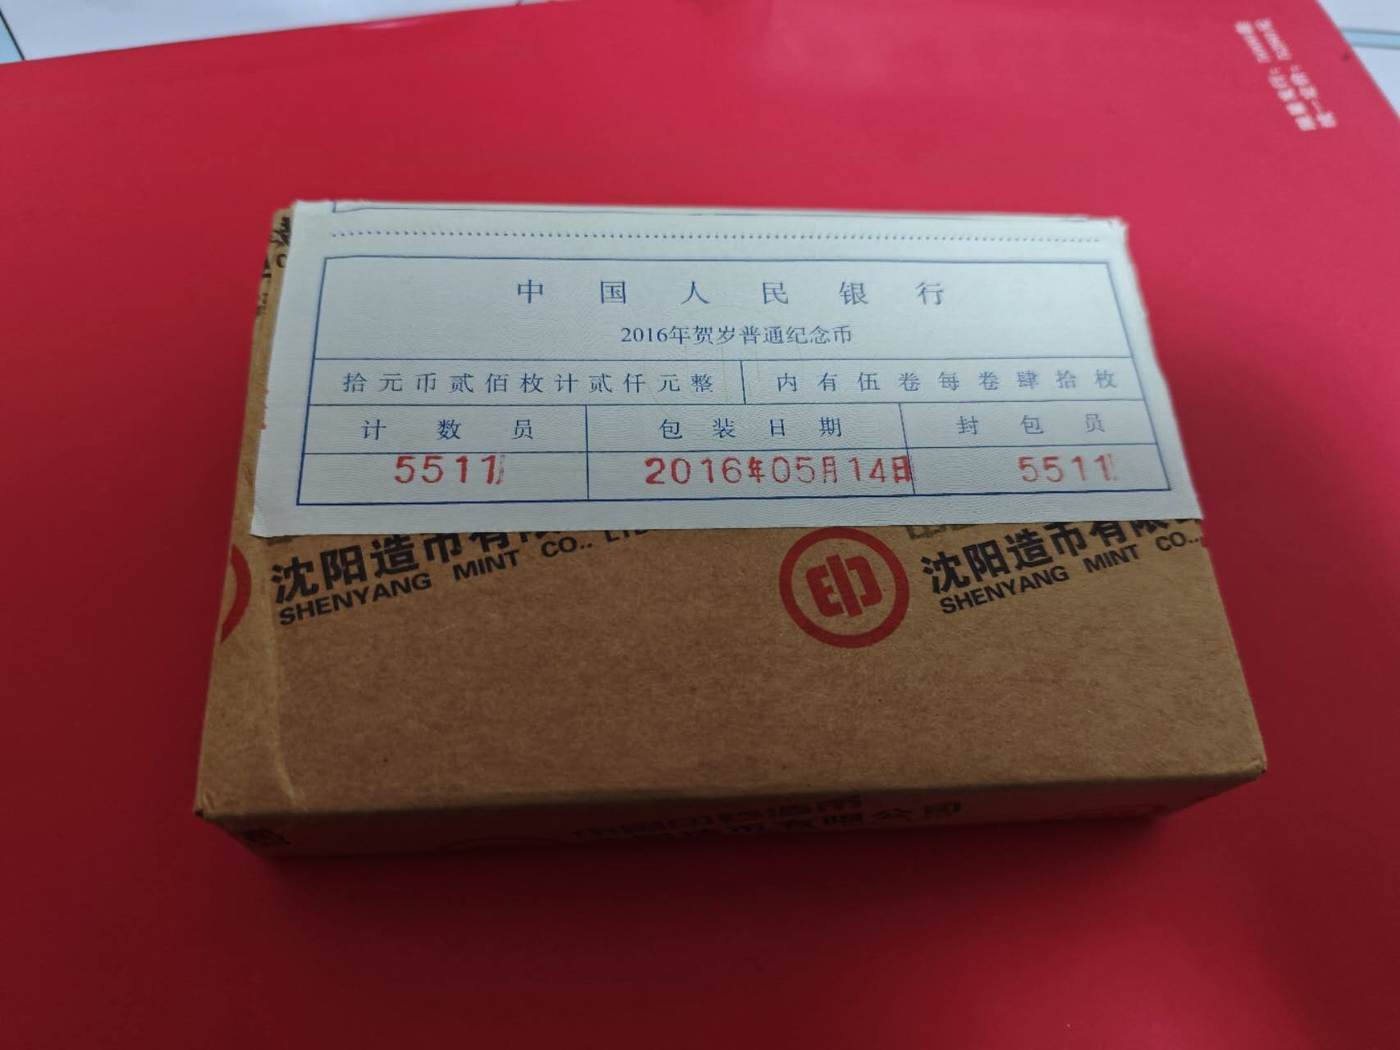 中国人民银行
2016年贺岁普通纪念币
拾元币贰佰枚计贰仟元整 内有伍卷每卷肆拾枚
计数员 包装日期 封包员
5511 2016年05月14日 5511
沈阳造币有
SHENYANG MINT CO., LTD
沈阳造币有限
SHENYANG MINT CO.,